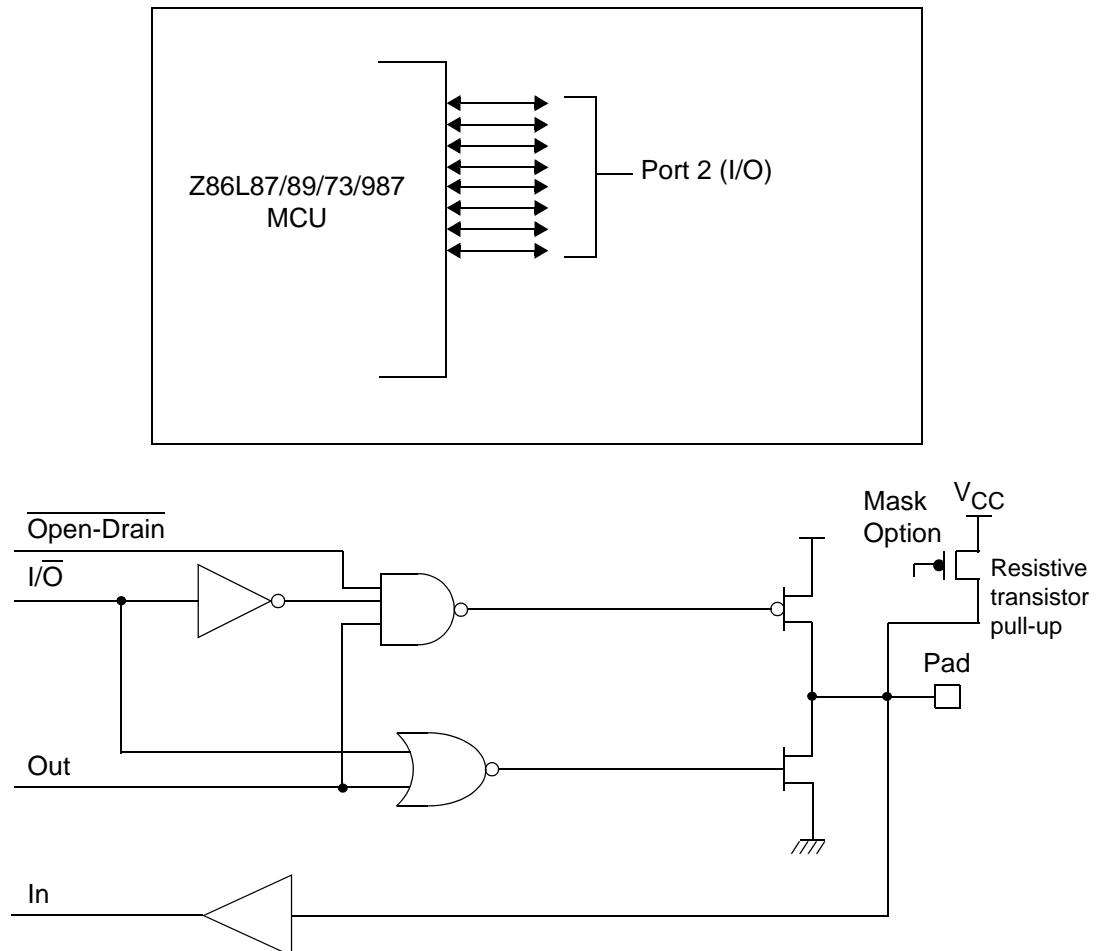 Z86L87/89/73/987
MCU
Port 2 (I/O)
Open-Drain
I/O
Out
In
Mask
Option
VCC
Resistive
transistor
pull-up
Pad